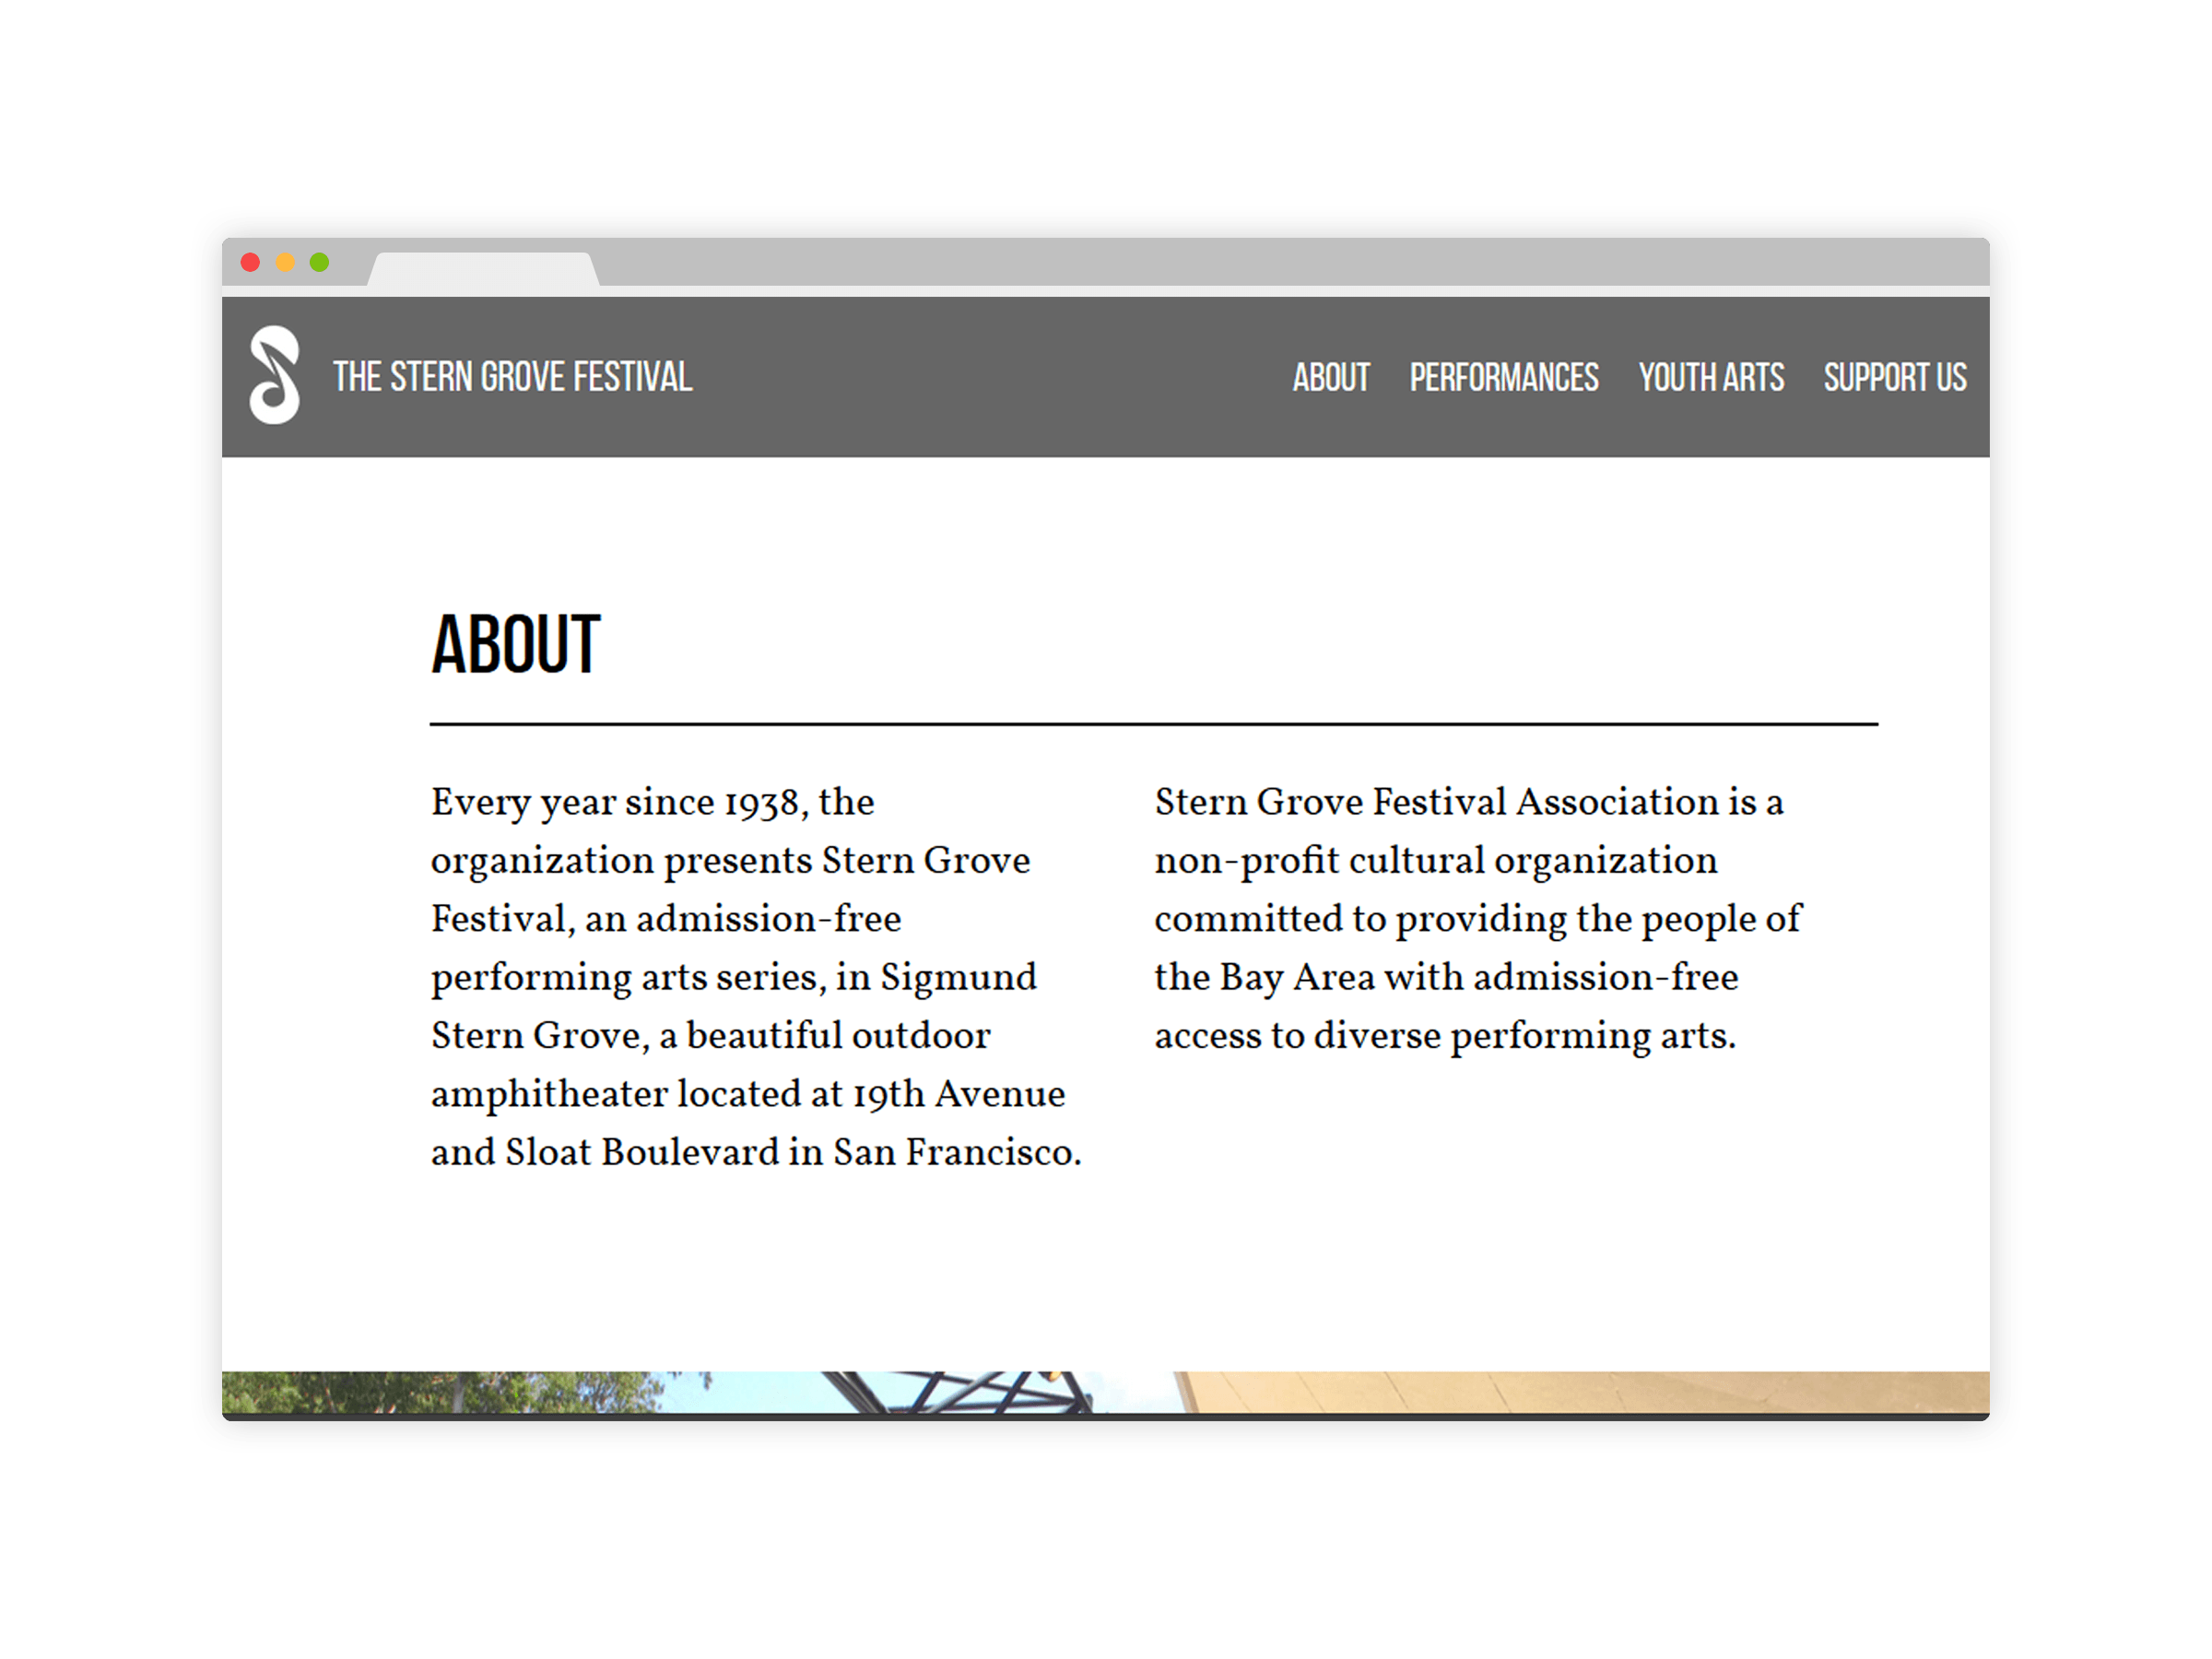 THE STERN GROVE FESTIVAL
ABOUT PERFORMANCES YOUTH ARTS SUPPORT US
ABOUT
Every year since 1938, the
organization presents Stern Grove
Festival, an admission-free
performing arts series, in Sigmund
Stern Grove, a beautiful outdoor
amphitheater located at 19th Avenue
and Sloat Boulevard in San Francisco.
Stern Grove Festival Association is a
non-profit cultural organization
committed to providing the people of
the Bay Area with admission-free
access to diverse performing arts.